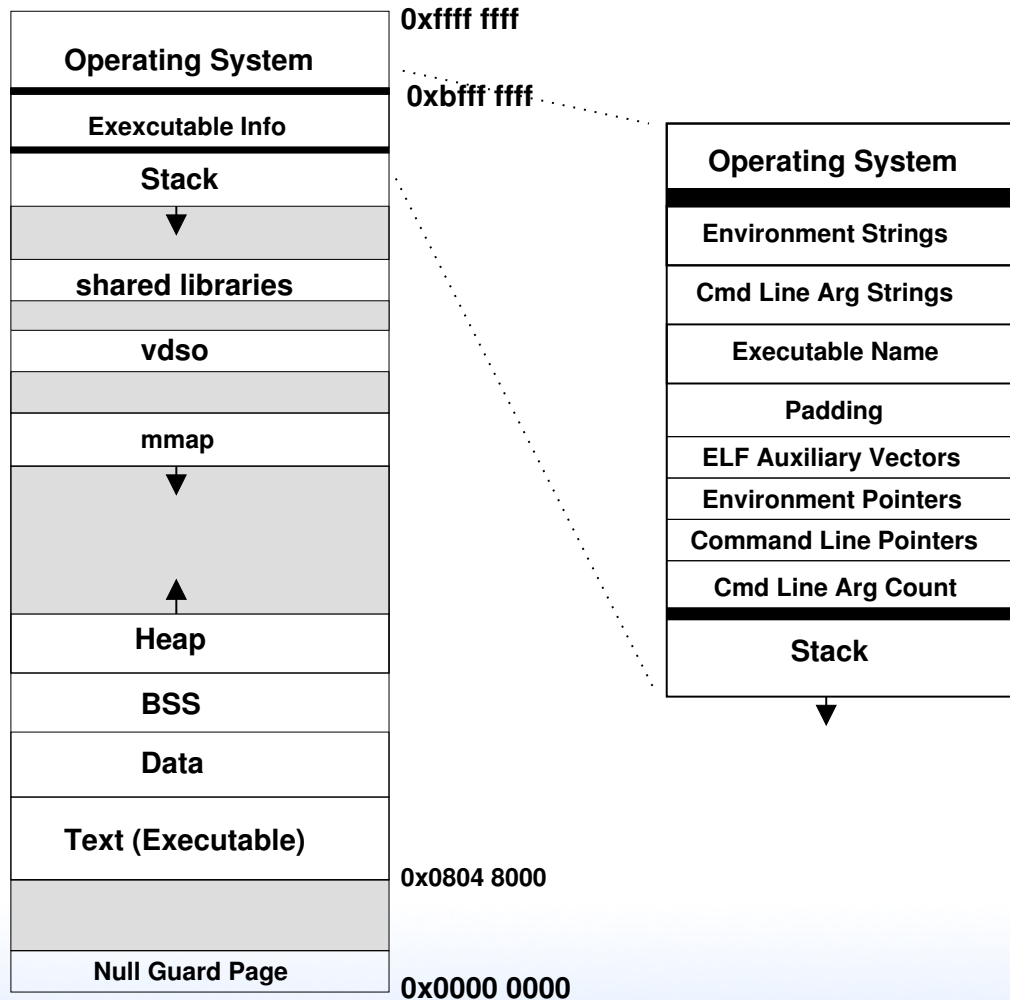 0xffff ffff
Operating System
0xbfff ffff
Exexcutable Info
Stack
shared libraries
vdso
mmap
Heap
BSS
Data
Text (Executable)
0x0804 8000
Null Guard Page
0x0000 0000
Operating System
Environment Strings
Cmd Line Arg Strings
Executable Name
Padding
ELF Auxiliary Vectors
Environment Pointers
Command Line Pointers
Cmd Line Arg Count
Stack